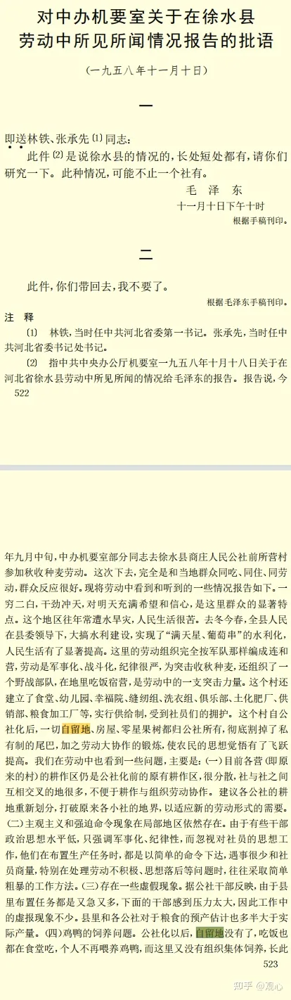 对中办机要室关于在徐水县
劳动中所见所闻情况报告的批语
(一九五八年十一月十日)
一
即送林铁、张承先〔1〕同志:
此件〔2〕是说徐水县的情况的,长处短处都有,请你们
研究一下。此种情况,可能不止一个社有。
毛 泽 东
十一月十日下午十时
根据手稿刊印。
二
此件,你们带回去,我不要了。
根据毛泽东手稿刊印。
注 释
〔1〕 林铁,当时任中共河北省委第一书记。张承先,当时任中
共河北省委书记处书记。
〔2〕 指中共中央办公厅机要室一九五八年十月十八日关于在
河北省徐水县劳动中所见所闻的情况给毛泽东的报告。报告说,今
522
年九月中旬,中办机要室部分同志去徐水县商庄人民公社前所营村
参加秋收种麦劳动。这次下去,完全是和当地群众同吃、同住、同劳
动,群众反应很好。现将劳动中看到和听到的一些情况报告如下。一
穷二白,干劲冲天,对明天充满希望和信心,是这里群众的显著特
点。这个地区往年常遭水旱灾,人民生活很苦。去冬今春,全县人民
在县委领导下,大搞水利建设,实现了“满天星、葡萄串”的水利化,
人民生活有了显著提高。这里的劳动组织完全按军队那样编成连和
营,劳动是军事化、战斗化,纪律很严,为突击收秋种麦,还组织了一
个野战部队,在地里吃饭宿营,是劳动中的一支突击力量。这个村还
建立了食堂、幼儿园、幸福院、缝纫组、洗衣组、俱乐部、土化肥厂、供
销部、粮食加工厂等,实行供给制,受到社员们的拥护。这个村自公
社化后,一切自留地、房屋、零星果树都归公社所有,彻底割掉了私
有制的尾巴,加之劳动大协作的锻炼,使农民的思想觉悟有了飞跃
提高。我们在劳动中也看到一些问题,主要是:(一)目前各营(即原
来的村)的耕作区仍是公社化前的原有耕作区,很分散,社与社之间
互相交叉的地很多,不便于耕作与组织劳动协作。建议各公社的耕
地重新划分,打破原来各小社的地界,以适应新的劳动形式的需要。
(二)主观主义和强迫命令现象在局部地区依然存在。由于有些干部
政治思想水平低,只强调军事化、纪律性,而忽视对社员的思想工
作,他们在布置生产任务时,都是以简单的命令下达,遇事很少和社
员商量,特别在处理劳动不积极、思想落后等问题时,往往采取简单
粗暴的工作方法。(三)存在一些虚假现象。据公社干部反映,由于县
里布置任务都是又急又多,下面的干部感到压力太大,因此工作中
的虚报现象不少。县里和各公社对于粮食的预产估计也多半大于实
际产量。(四)鸡鸭的饲养问题。公社化以后,自留地没有了,吃饭也
都在食堂吃,个人不再喂养鸡鸭,而这里又没有组织集体饲养,长此
523
知乎 @观心